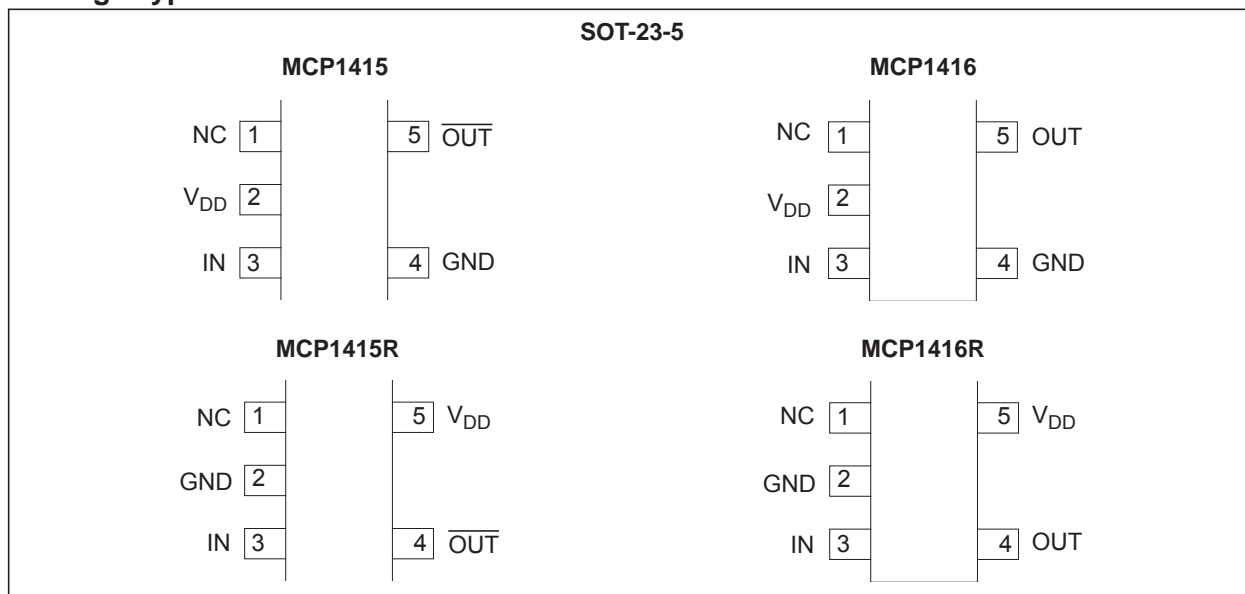 SOT-23-5
MCP1415
NC 1 5 O̅U̅T̅
VDD 2
IN 3 4 GND
MCP1416
NC 1 5 OUT
VDD 2
IN 3 4 GND
MCP1415R
NC 1 5 VDD
GND 2
IN 3 4 O̅U̅T̅
MCP1416R
NC 1 5 VDD
GND 2
IN 3 4 OUT